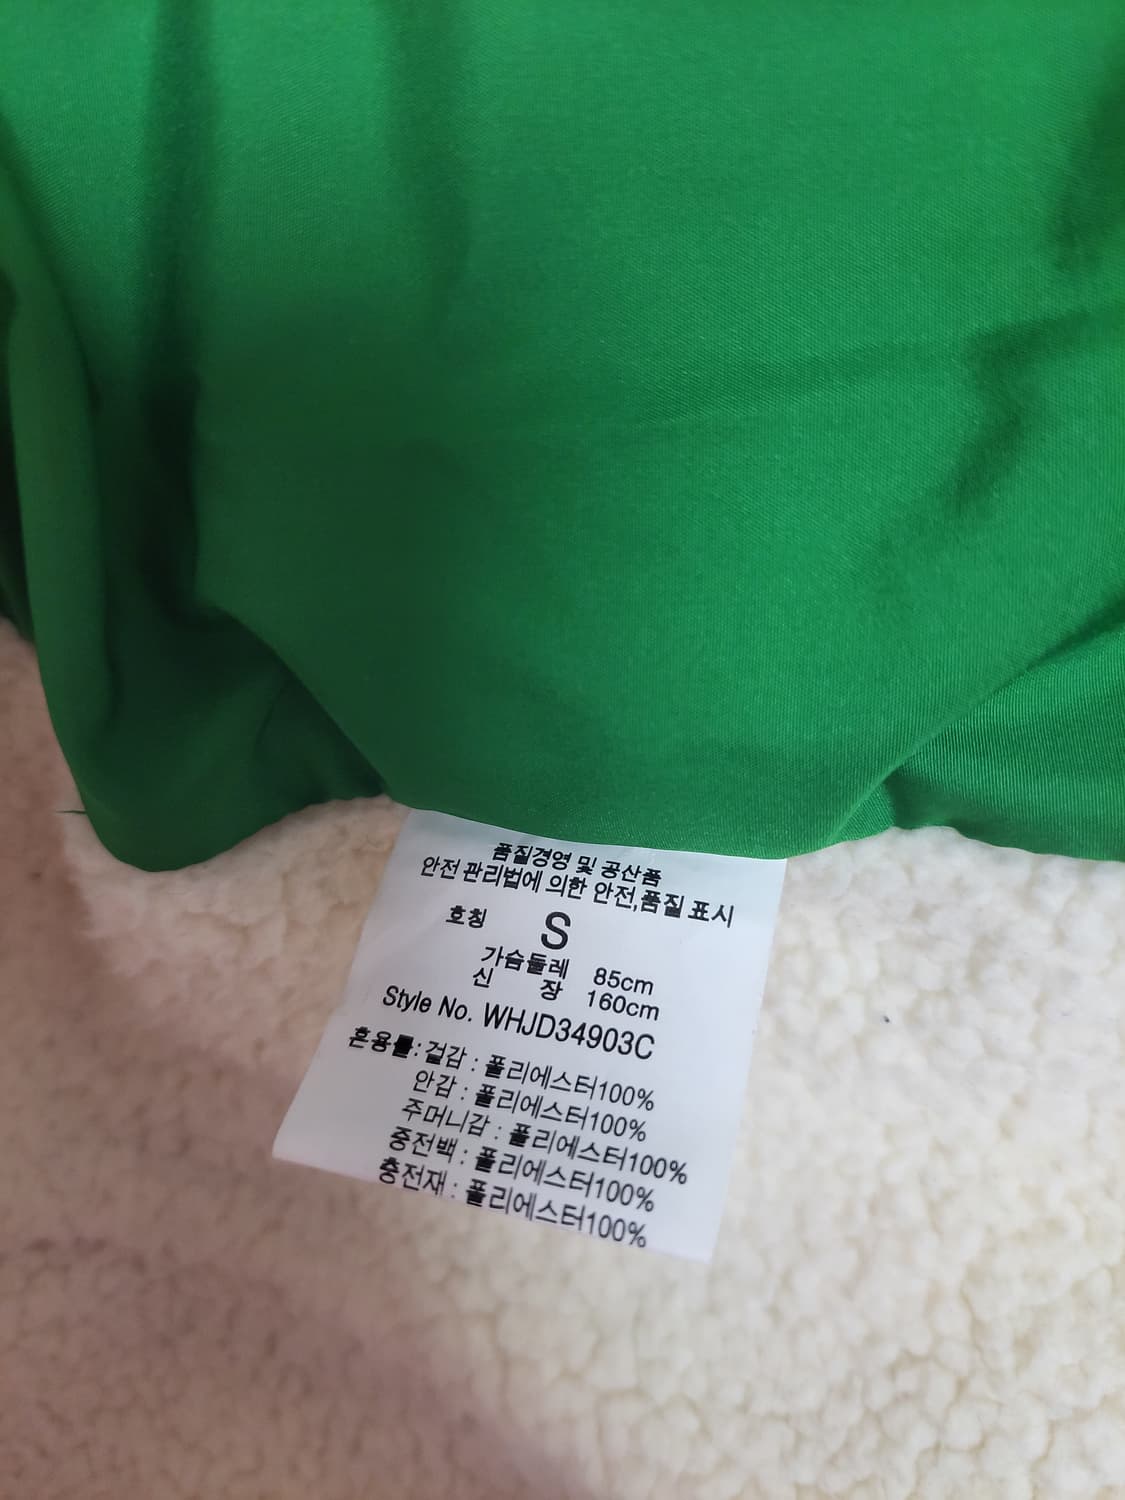 품질경영 및 공산품
안전 관리법에 의한 안전,품질 표시
호칭 S
가슴둘레 85cm
신 장 160cm
Style No. WHJD34903C
혼용률: 겉감 : 폴리에스터100%
안감 : 폴리에스터100%
주머니감 : 폴리에스터100%
중전백 : 폴리에스터100%
충전재 : 폴리에스터100%